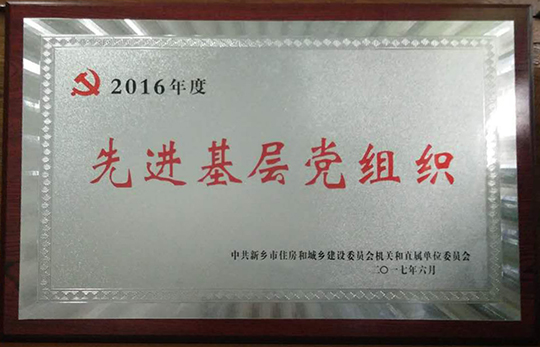 2016年度
先进基层党组织
中共新乡市住房和城乡建设委员会机关和直属单位委员会
二〇一七年六月